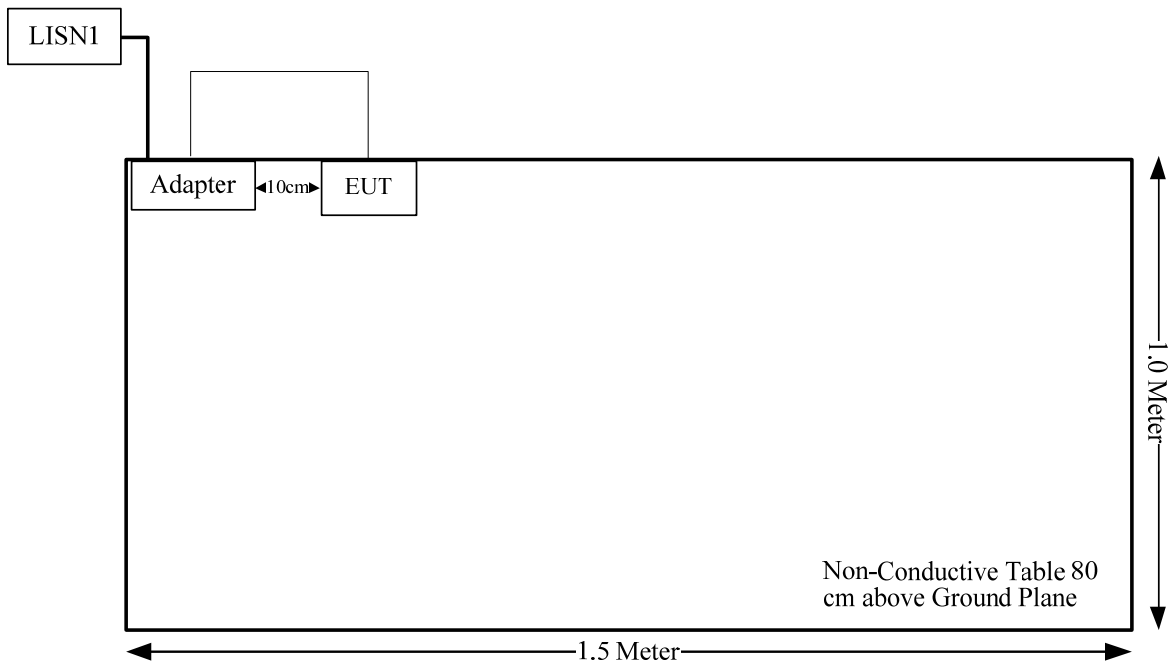 LISN1
Adapter
10cm
EUT
1.0 Meter
Non-Conductive Table 80
cm above Ground Plane
1.5 Meter